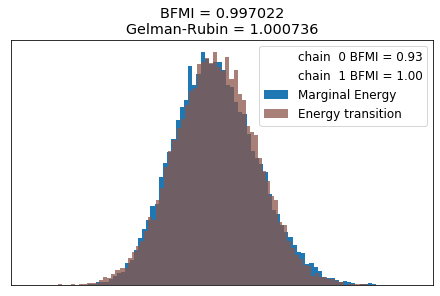 BFMI = 0.997022
Gelman-Rubin = 1.000736
chain  0 BFMI = 0.93
chain  1 BFMI = 1.00
Marginal Energy
Energy transition